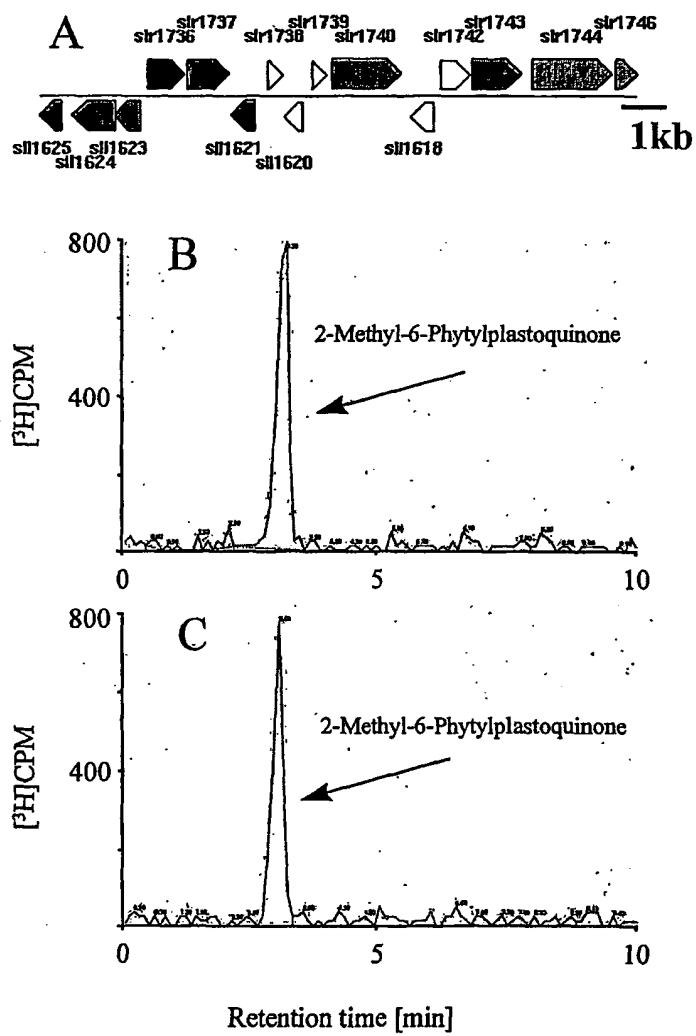 A
slr1736 slr1737 slr1738 slr1739 slr1740 slr1742 slr1743 slr1744 slr1746
sll1625 sll1624 sll1623 sll1621 sll1620 sll1618
1kb
B
800
400
[³H]CPM
2-Methyl-6-Phytylplastoquinone
0 5 10
C
800
400
[³H]CPM
2-Methyl-6-Phytylplastoquinone
0 5 10
Retention time [min]